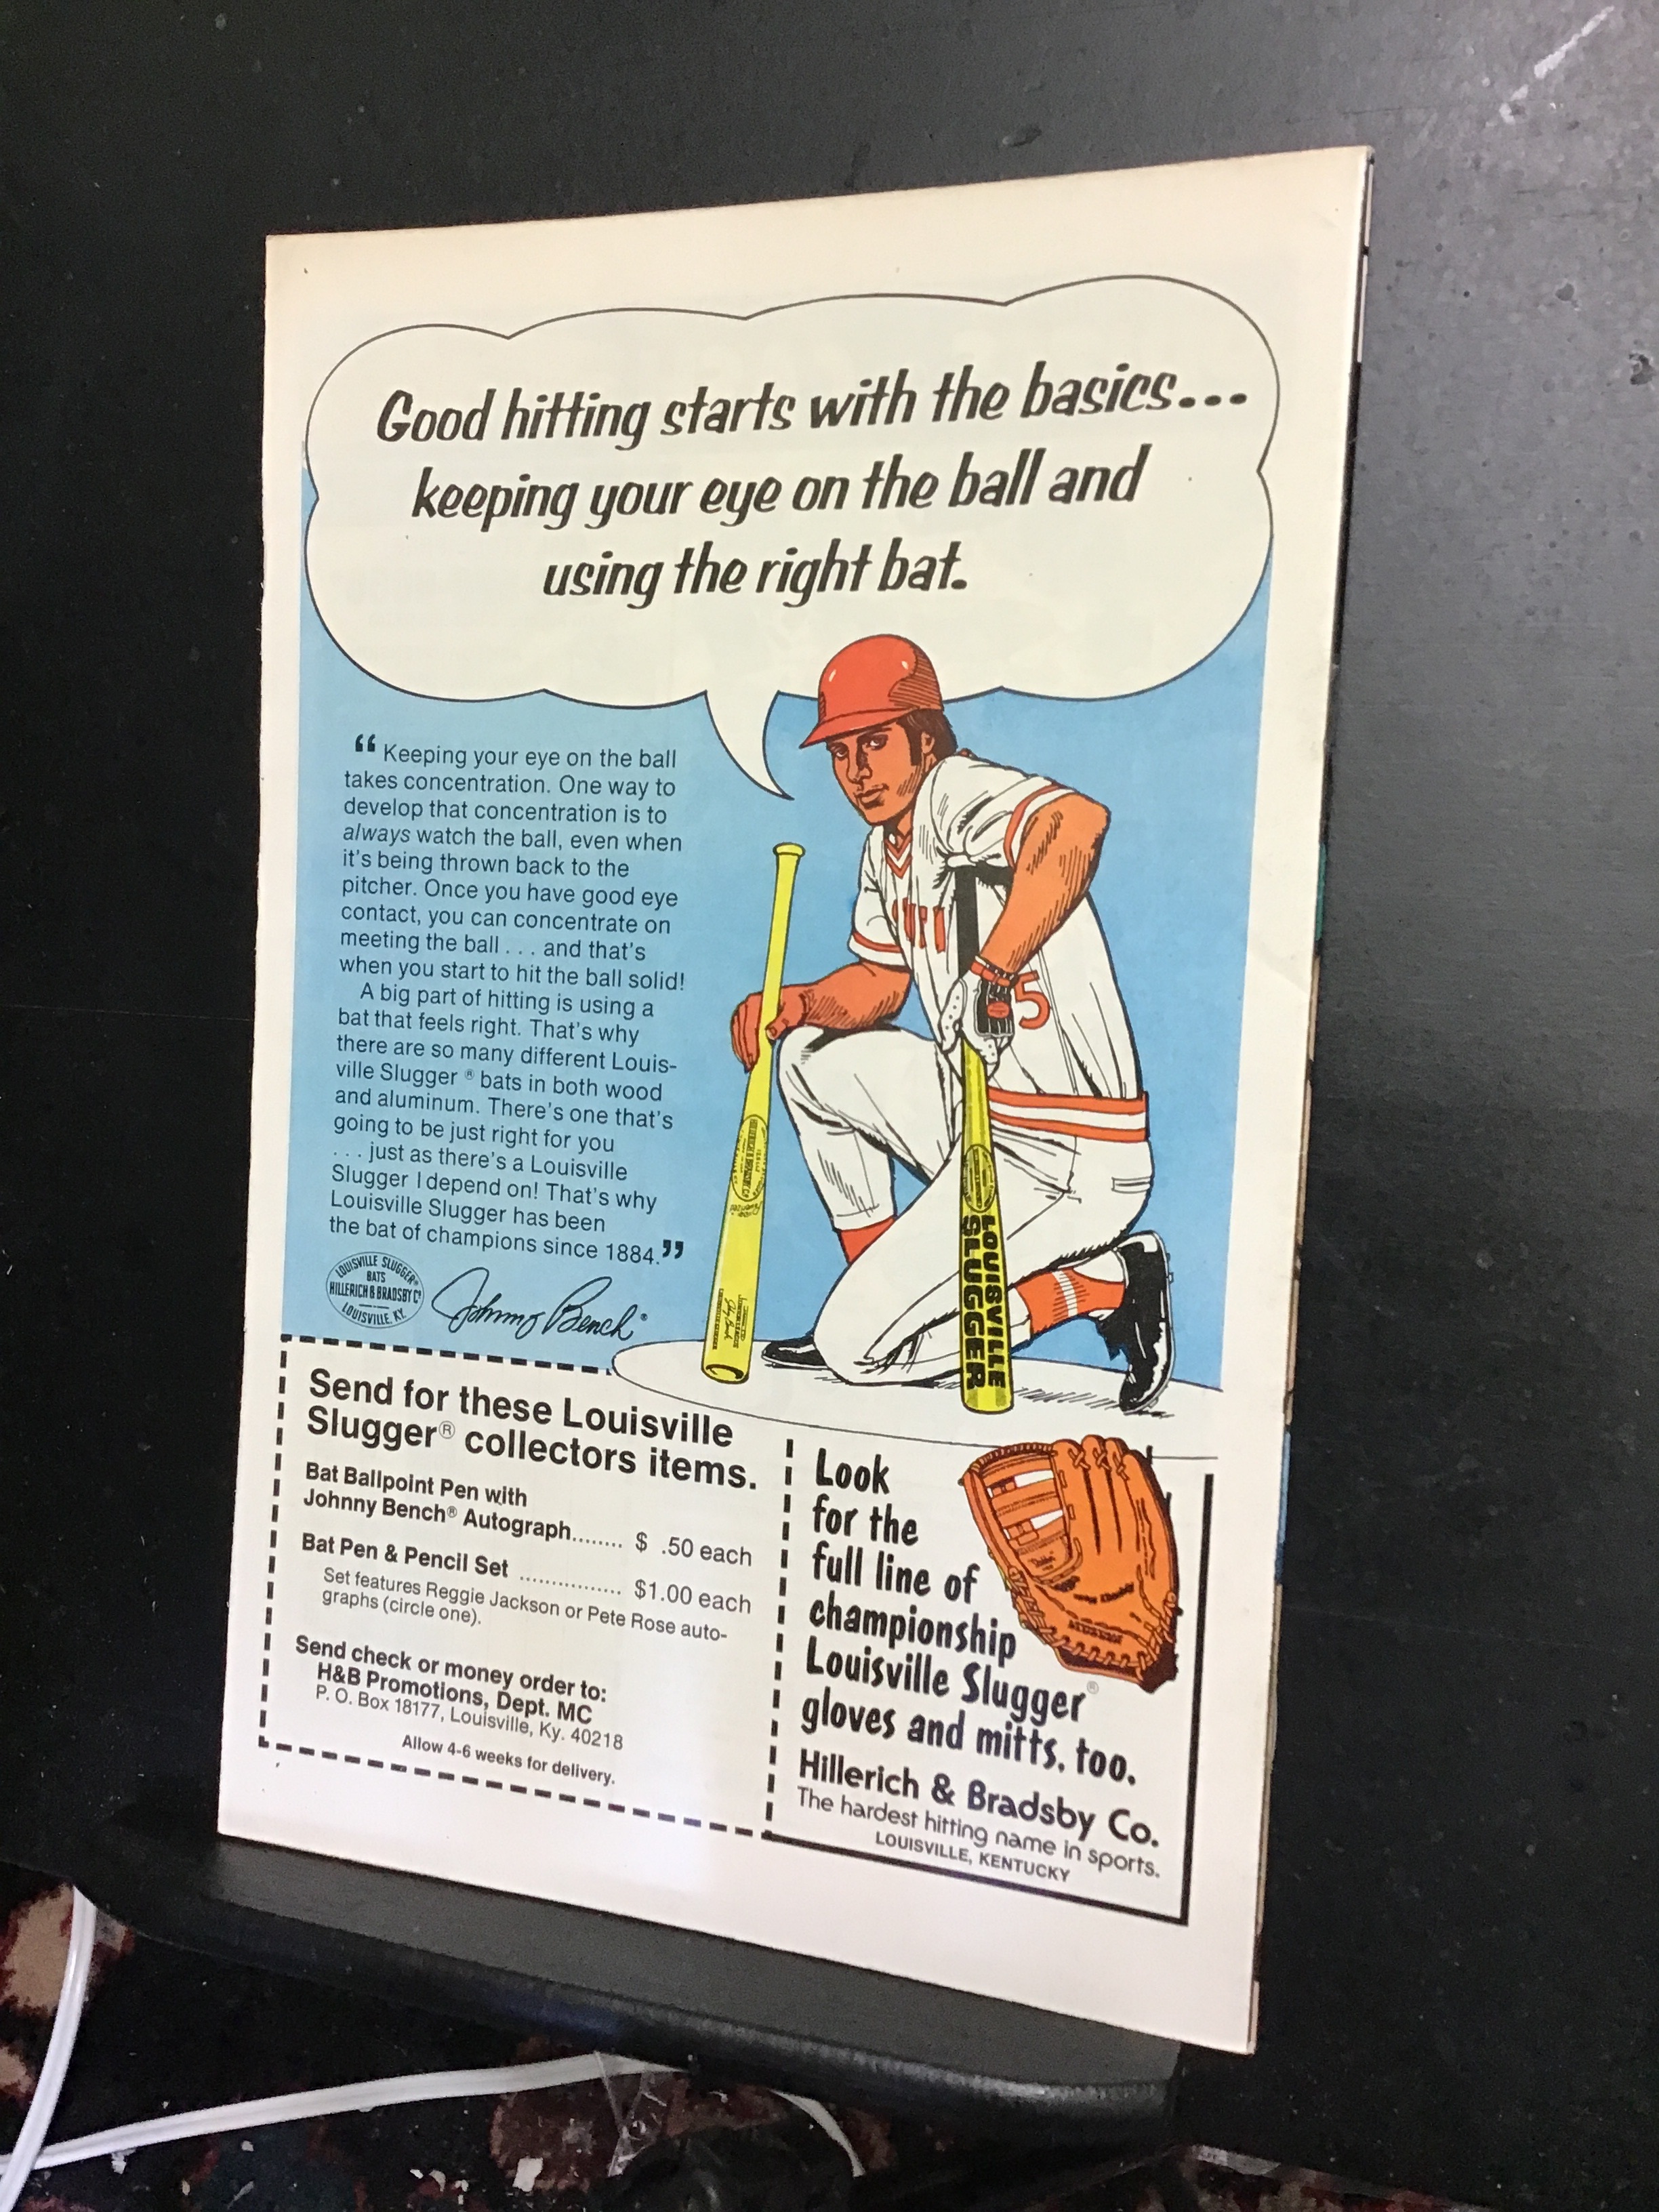 Good hitting starts with the basics...
keeping your eye on the ball and
using the right bat.
“Keeping your eye on the ball
takes concentration. One way to
develop that concentration is to
always watch the ball, even when
it's being thrown back to the
pitcher. Once you have good eye
contact, you can concentrate on
meeting the ball . . . and that's
when you start to hit the ball solid!
A big part of hitting is using a
bat that feels right. That's why
there are so many different Louis-
ville Slugger® bats in both wood
and aluminum. There's one that's
going to be just right for you
. . . just as there's a Louisville
Slugger I depend on! That's why
Louisville Slugger has been
the bat of champions since 1884.”
LOUISVILLE SLUGGER®
BATS
HILLERICH & BRADSBY Cº
LOUISVILLE, KY.
Johnny Bench®
5
LOUISVILLE
SLUGGER
Send for these Louisville
Slugger® collectors items.
Bat Ballpoint Pen with
Johnny Bench® Autograph........ $ .50 each
Bat Pen & Pencil Set ................ $1.00 each
Set features Reggie Jackson or Pete Rose auto-
graphs (circle one).
Send check or money order to:
H&B Promotions, Dept. MC
P. O. Box 18177, Louisville, Ky. 40218
Allow 4-6 weeks for delivery.
Look
for the
full line of
championship
Louisville Slugger®
gloves and mitts, too.
Hillerich & Bradsby Co.
The hardest hitting name in sports.
LOUISVILLE, KENTUCKY